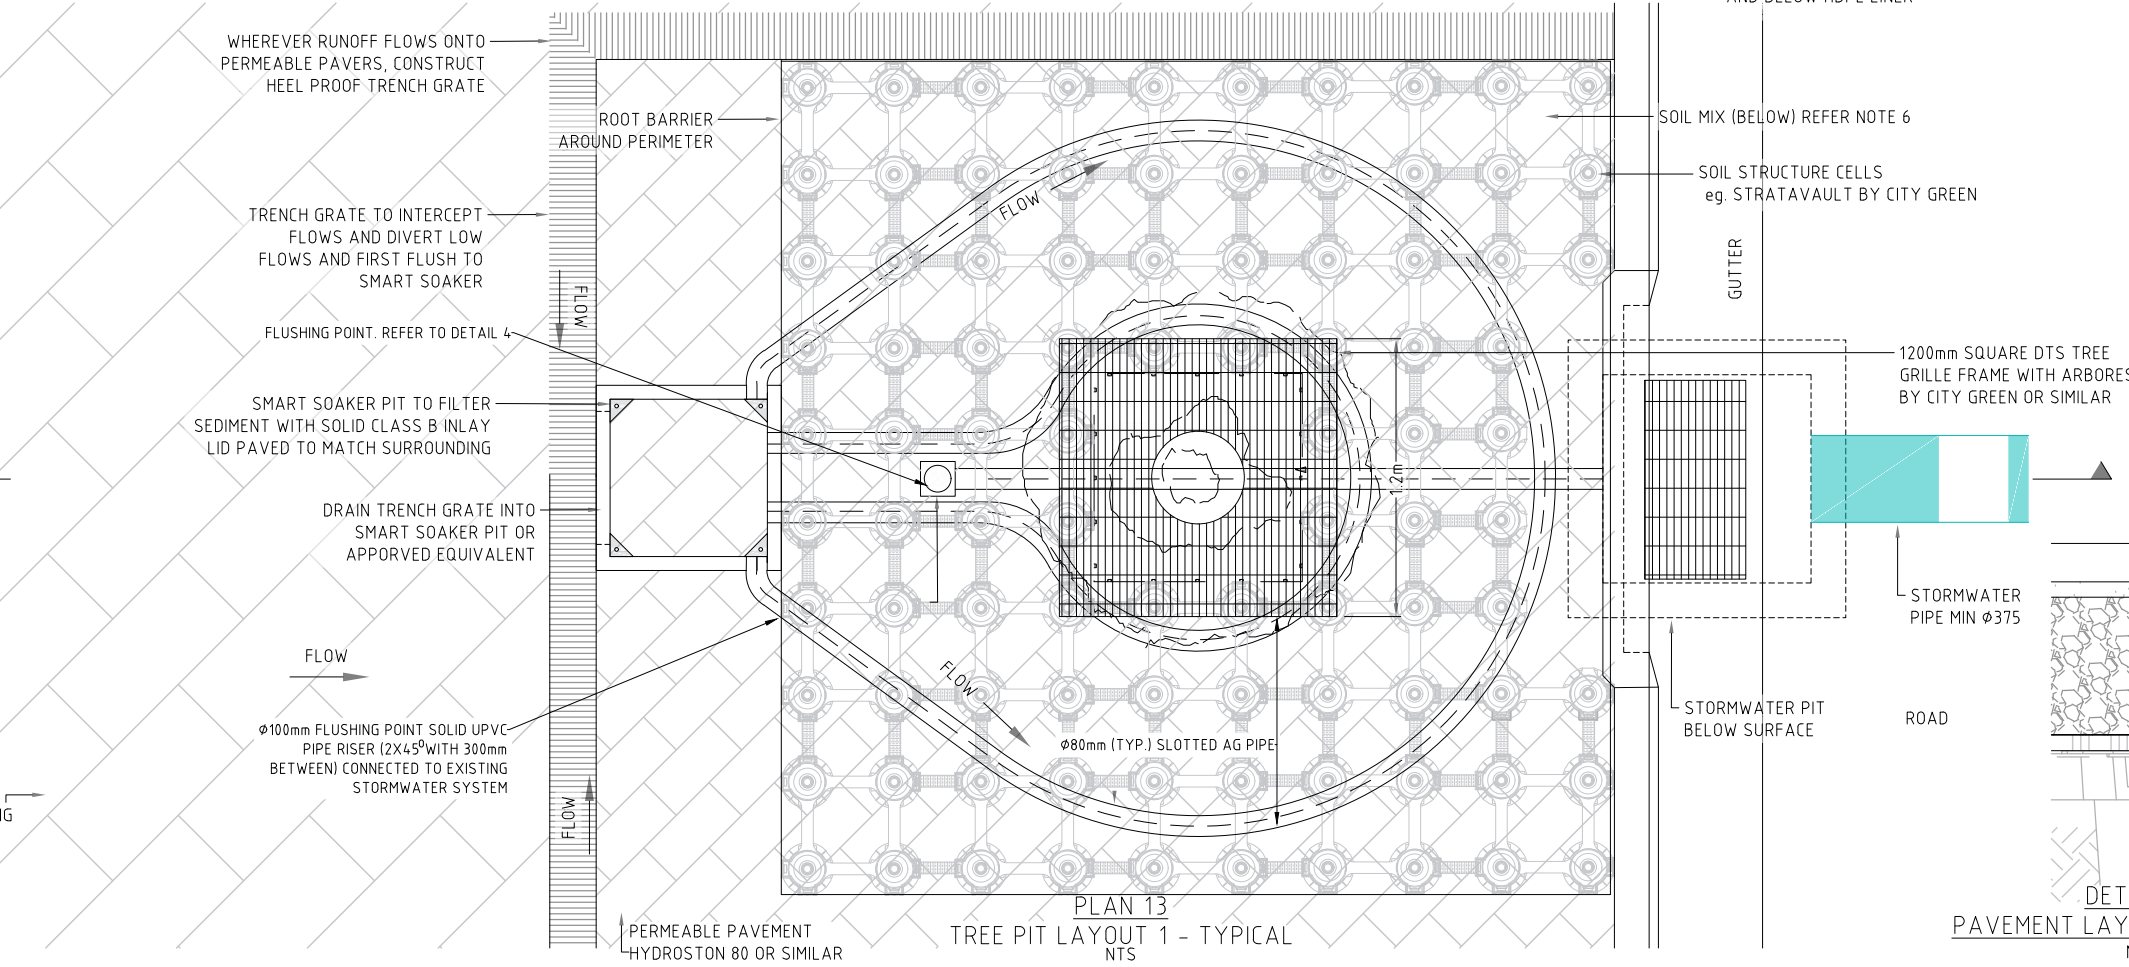 AND BELOW HDPE LINER
WHEREVER RUNOFF FLOWS ONTO
PERMEABLE PAVERS, CONSTRUCT
HEEL PROOF TRENCH GRATE
ROOT BARRIER
AROUND PERIMETER
SOIL MIX (BELOW) REFER NOTE 6
SOIL STRUCTURE CELLS
eg. STRATAVAULT BY CITY GREEN
TRENCH GRATE TO INTERCEPT
FLOWS AND DIVERT LOW
FLOWS AND FIRST FLUSH TO
SMART SOAKER
FLOW
FLOW
GUTTER
FLUSHING POINT. REFER TO DETAIL 4
1200mm SQUARE DTS TREE
GRILLE FRAME WITH ARBORES
BY CITY GREEN OR SIMILAR
SMART SOAKER PIT TO FILTER
SEDIMENT WITH SOLID CLASS B INLAY
LID PAVED TO MATCH SURROUNDING
1.2m
DRAIN TRENCH GRATE INTO
SMART SOAKER PIT OR
APPORVED EQUIVALENT
STORMWATER
PIPE MIN Ø375
FLOW
FLOW
STORMWATER PIT
BELOW SURFACE
ROAD
Ø100mm FLUSHING POINT SOLID UPVC
PIPE RISER (2X45⁰WITH 300mm
BETWEEN) CONNECTED TO EXISTING
STORMWATER SYSTEM
Ø80mm (TYP.) SLOTTED AG PIPE
FLOW
PERMEABLE PAVEMENT
HYDROSTON 80 OR SIMILAR
PLAN 13
TREE PIT LAYOUT 1 - TYPICAL
NTS
DET
PAVEMENT LAY